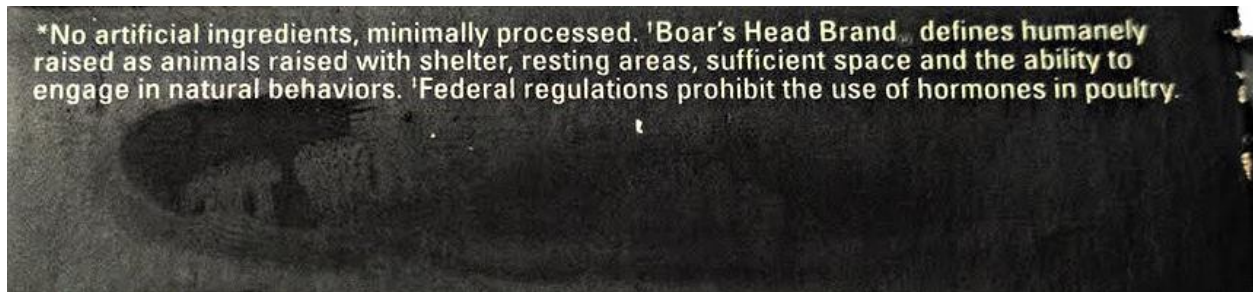 *No artificial ingredients, minimally processed. ¹Boar's Head Brand defines humanely
raised as animals raised with shelter, resting areas, sufficient space and the ability to
engage in natural behaviors. ¹Federal regulations prohibit the use of hormones in poultry.